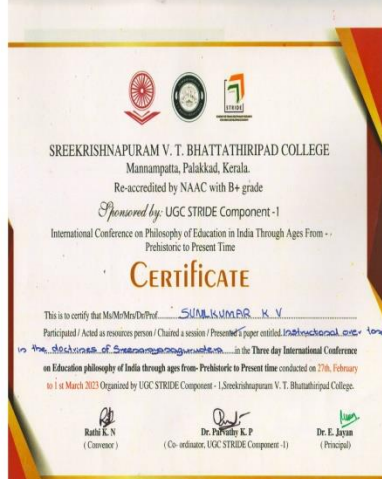 STRIDE
SREEKRISHNAPURAM V. T. BHATTATHIRIPAD COLLEGE
Mannampatta, Palakkad, Kerala.
Re-accredited by NAAC with B+ grade
Sponsored by: UGC STRIDE Component -1
International Conference on Philosophy of Education in India Through Ages From -
Prehistoric to Present Time
CERTIFICATE
This is to certify that Ms/Mr/Mrs/Dr/Prof SUNILKUMAR K V
Participated / Acted as resources person / Chaired a session / Presented a paper entitled Instructional over tones
in the doctrines of Sreenarayanagurudeva in the Three day International Conference
on Education philosophy of India through ages from- Prehistoric to Present time conducted on 27th, February
to 1 st March 2023 Organized by UGC STRIDE Component - 1,Sreekrishnapuram V. T. Bhattathiripad College.
Rathi K. N Dr. Parvathy K. P Dr. E. Jayan
( Convenor ) ( Co- ordinator, UGC STRIDE Component -1) ( Principal)